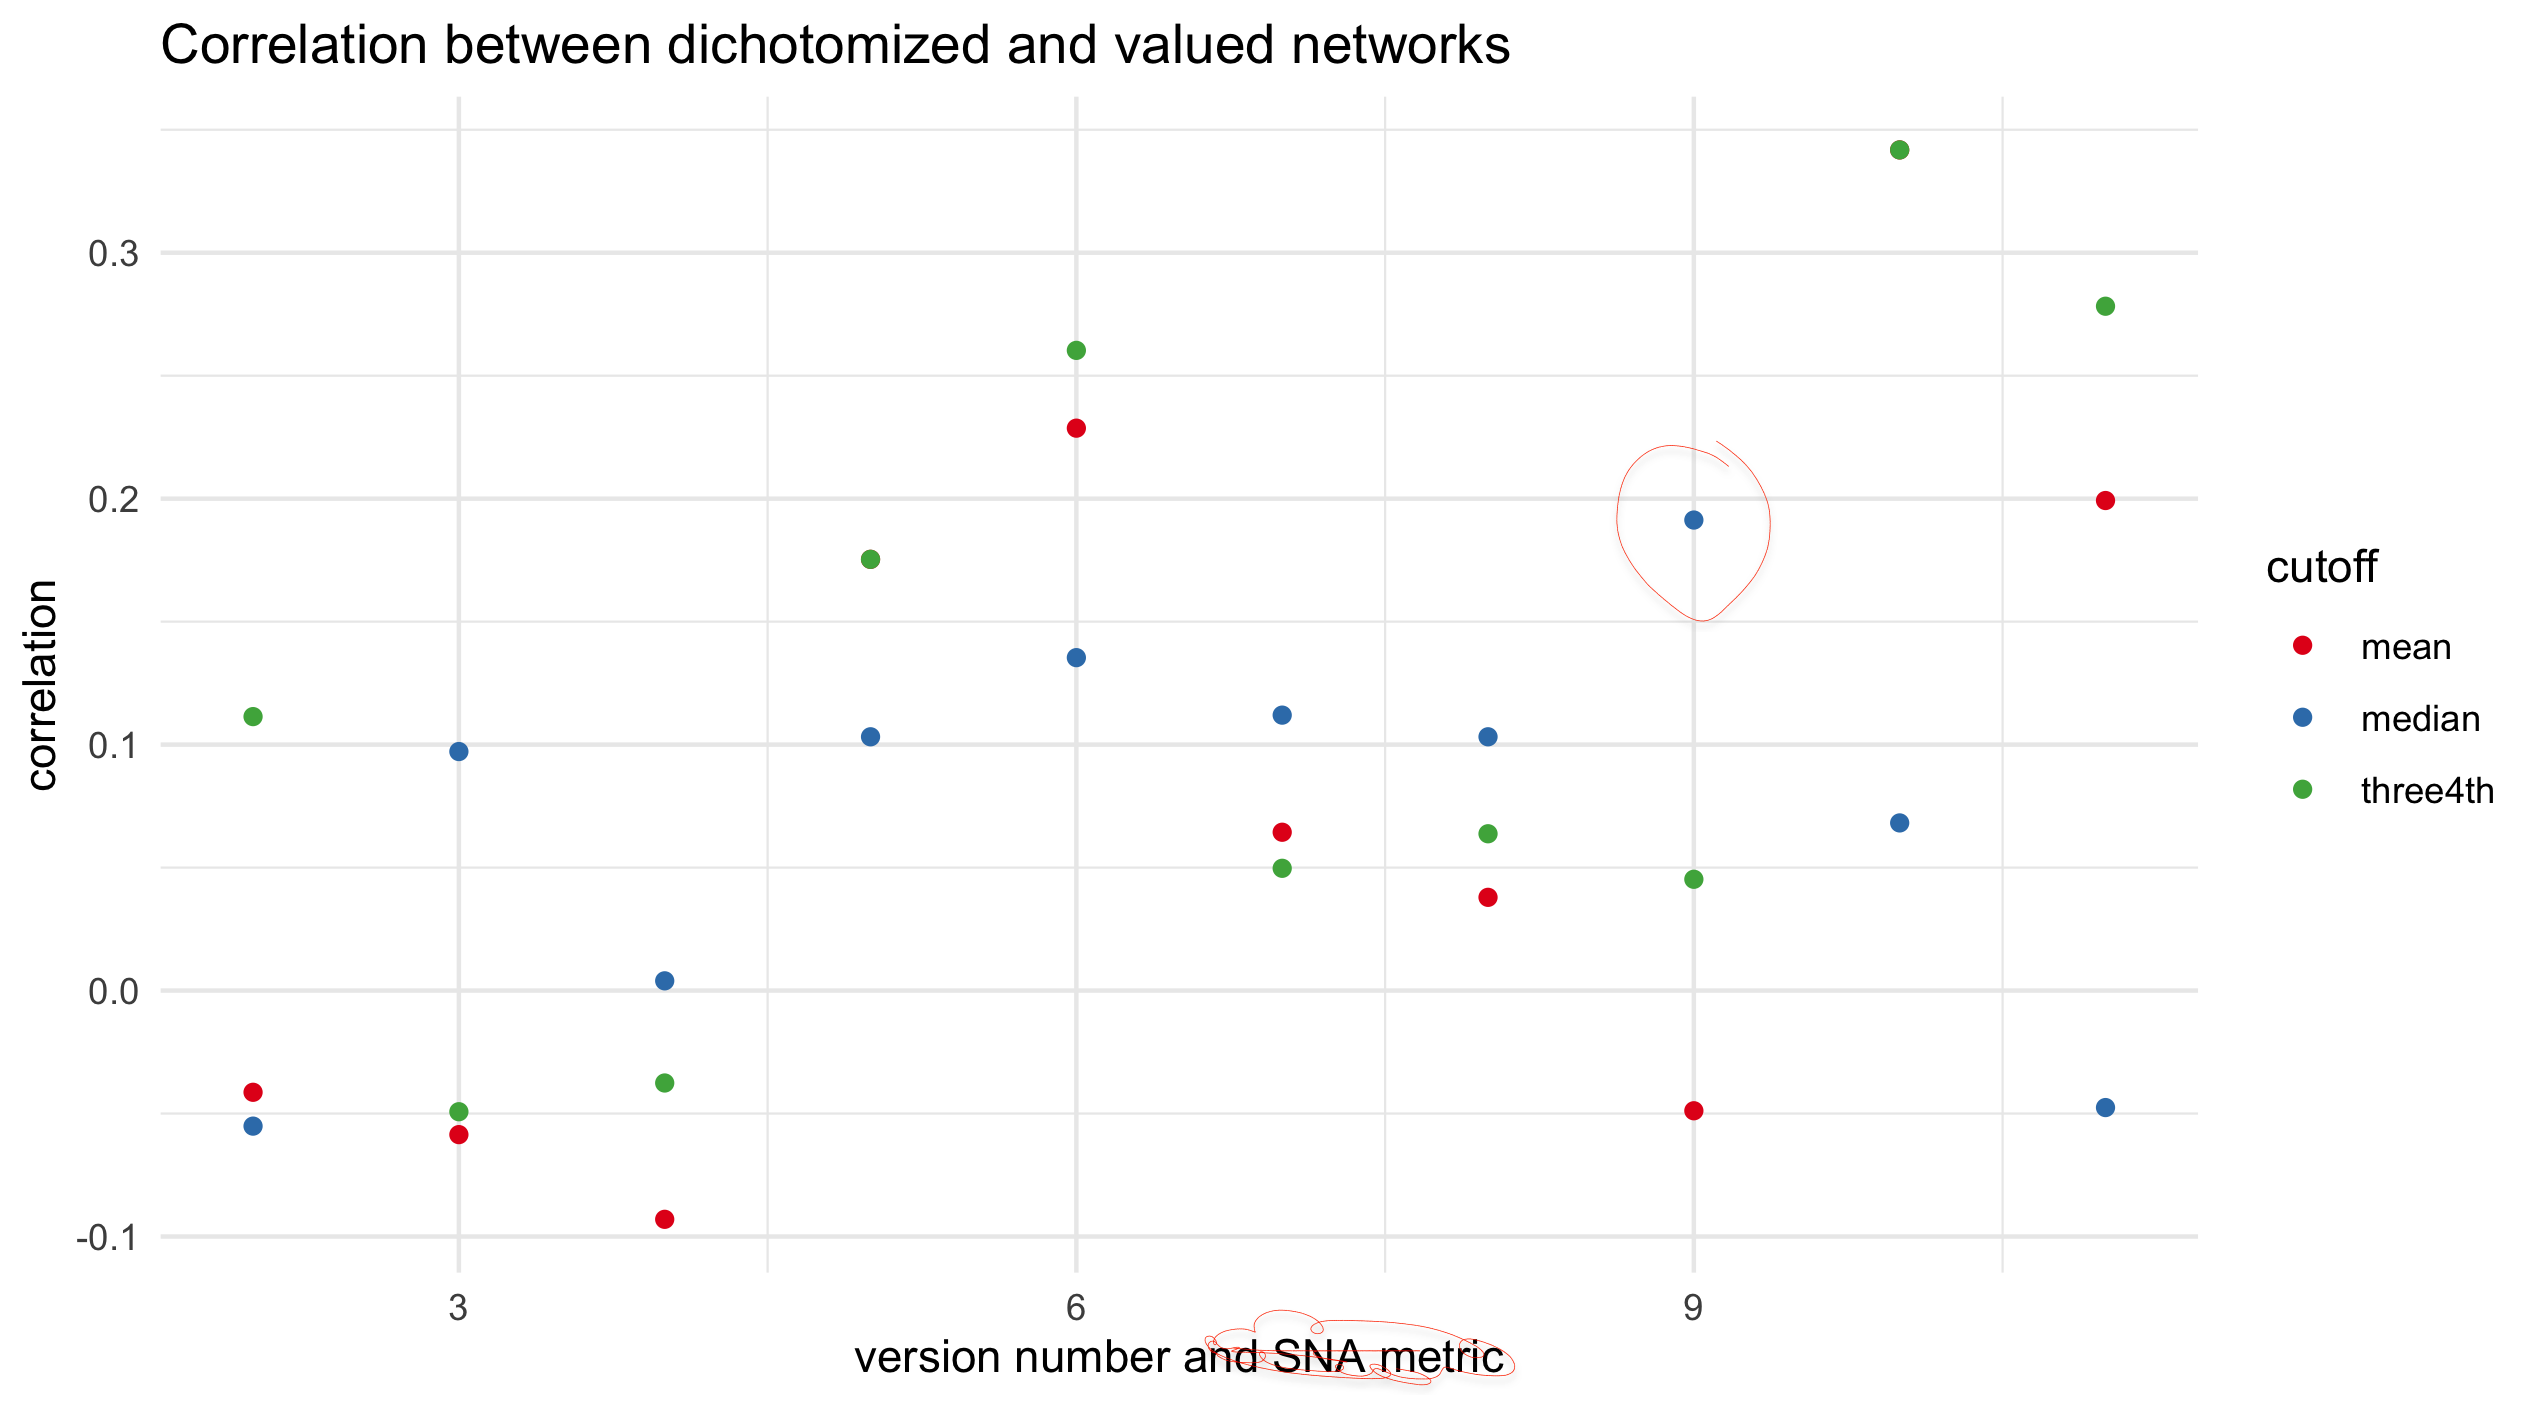 Correlation between dichotomized and valued networks
0.3
0.2
0.1
0.0
-0.1
correlation
3
6
9
version number and SNA metric
cutoff
mean
median
three4th